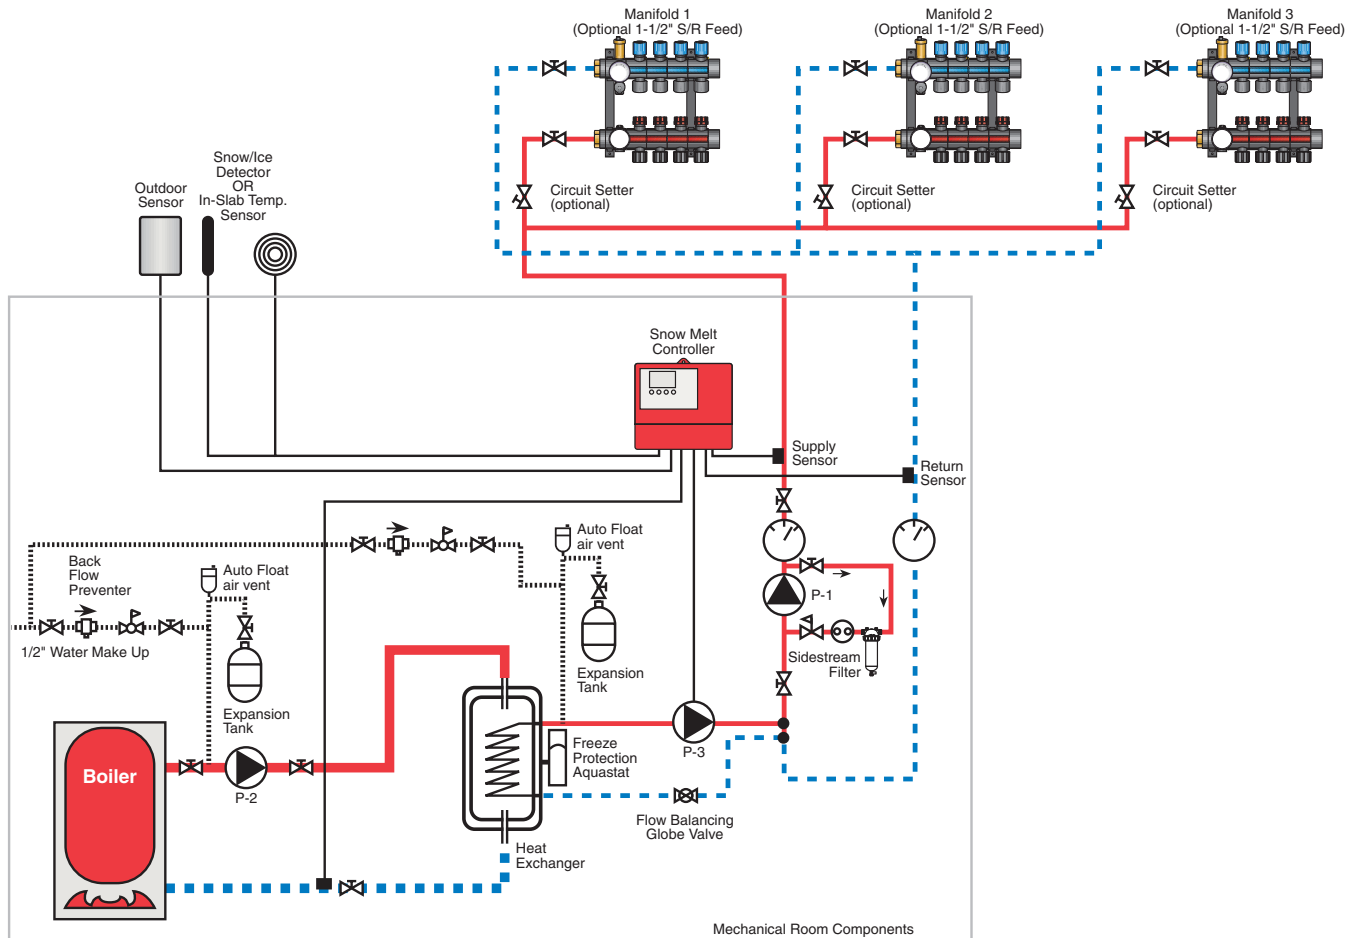 Manifold 1
(Optional 1-1/2" S/R Feed)
Manifold 2
(Optional 1-1/2" S/R Feed)
Manifold 3
(Optional 1-1/2" S/R Feed)
Circuit Setter
(optional)
Circuit Setter
(optional)
Circuit Setter
(optional)
Outdoor
Sensor
Snow/Ice
Detector
OR
In-Slab Temp.
Sensor
Snow Melt
Controller
Supply
Sensor
Return
Sensor
Auto Float
air vent
Back
Flow
Preventer
Auto Float
air vent
1/2" Water Make Up
P-1
Sidestream
Filter
Expansion
Tank
Expansion
Tank
Boiler
P-2
P-3
Freeze
Protection
Aquastat
Flow Balancing
Globe Valve
Heat
Exchanger
Mechanical Room Components